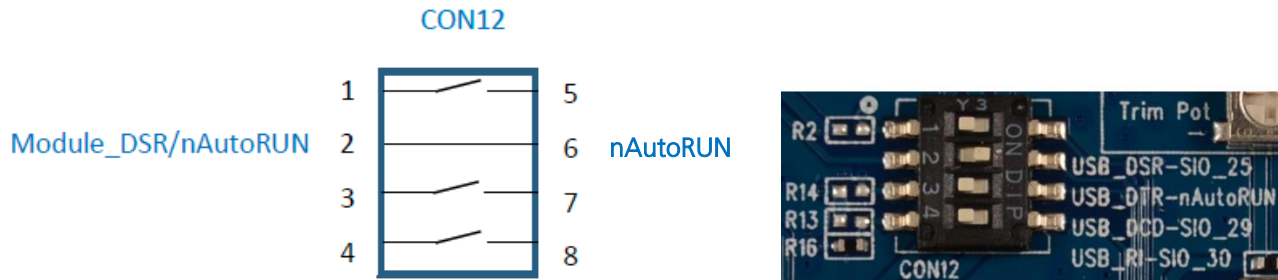 CON12
1 5
Module_DSR/nAutoRUN 2 6 nAutoRUN
3 7
4 8
Y 3
Trim Pot
R2
1 2 3 4
ON DIP
USB_DSR-SIO_25
R14
USB_DTR-nAutoRUN
R13
USB_DCD-SIO_29
R16
USB_RI-SIO_30
CON12